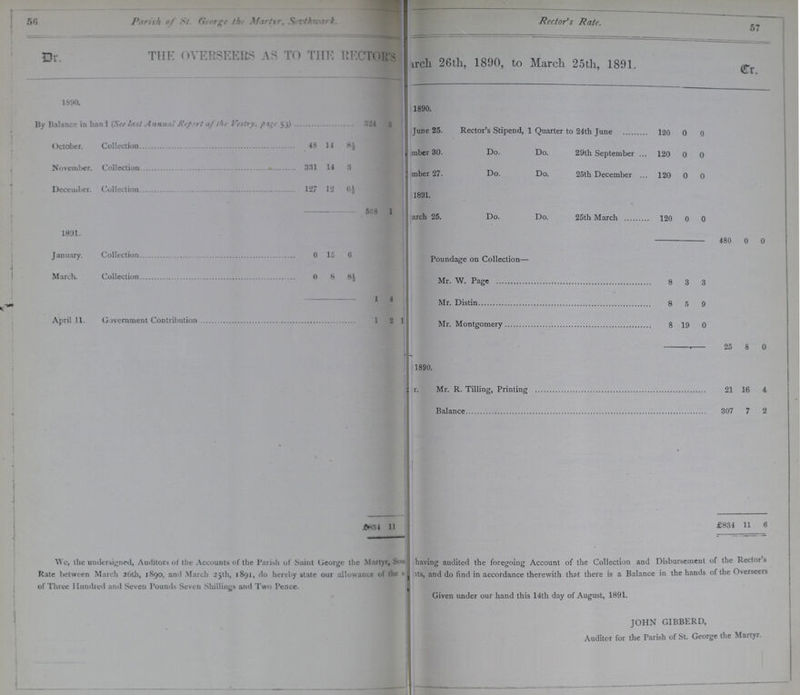 56 Parish of St. George the Martyr, Southwark.
Dr. THE OVERSEERS AS TO THE RECTOR'S
1890.
By Balance in hand (See last Annual Report of the Vestry, page 53) 324 3
October. Collection 48 14 8½
November. Collection 331 14 3
December. Collection 127 12 6½
508 1
1891.
January. Collection 0 15 6
March. Collection 0 8 8½
1 4
April 11. Government Contribution 1 2 1
£834 11
We, the undersigned, Auditors of the Accounts of the Parish of Saint George the Martyr,
Rate between March 26th, 1890, and March 25th, 1891, do hereby state our allowance of the
of Three Hundred and Seven Pounds Seven Shillings and Two Pence.
Rector's Rate. 57
arch 26th, 1890, to March 25th, 1891. Cr.
1890.
June 25. Rector's Stipend, 1 Quarter to 24th June 120 0 0
mber 30. Do. Do. 29th September ... 120 0 0
mber 27. Do. Do. 25th December ... 120 0 0
1891.
arch 25. Do. Do. 25th March 120 0 0
480 0 0
Poundage on Collection—
Mr. W. Page 8 3 3
Mr. Distin 8 5 9
Mr. Montgomery 8 19 0
25 8 0
1890.
r. Mr. R. Tilling, Printing 21 16 4
Balance 307 7 2
£834 11 6
having audited the foregoing Account of the Collection and Disbursement of the Rector's
nts, and do find in accordance therewith that there is a Balance in the hands of the Overseers
Given under our hand this 14th day of August, 1891.
JOHN GIBBERD,
Auditor for the Parish of St. George the Martyr.